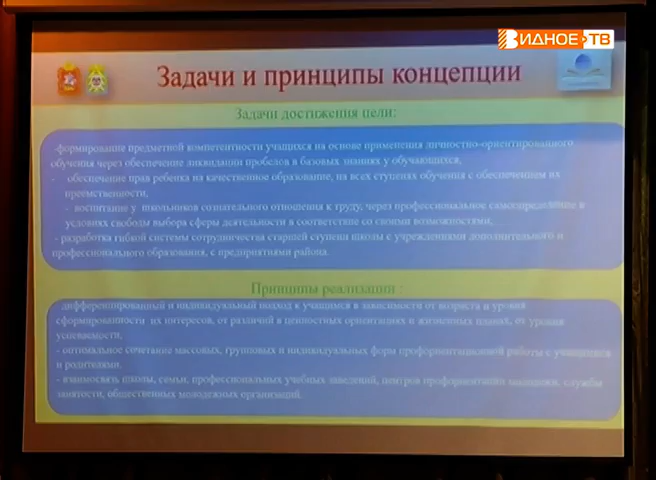 ВИДНОЕ ТВ
Задачи и принципы концепции
Задачи достижения цели:
-формирование предметной компетентности учащихся на основе применения личностно-ориентированного
обучения через обеспечение ликвидации пробелов в базовых знаниях у обучающихся,
- обеспечение прав ребенка на качественное образование, на всех ступенях обучения с обеспечением их
преемственности,
- воспитание у школьников сознательного отношения к труду, через профессиональное самоопределение в
условиях свободы выбора сферы деятельности в соответствие со своими возможностями,
- разработка гибкой системы сотрудничества старшей ступени школы с учреждениями дополнительного и
профессионального образования, с предприятиями района.
Принципы реализации :
дифференцированный и индивидуальный подход к учащимся в зависимости от возраста и уровня
сформированности их интересов, от различий в ценностных ориентациях и жизненных планах, от уровня
успеваемости.
- оптимальное сочетание массовых, групповых и индивидуальных форм профориентационной работы с учащимися
и родителями.
- взаимосвязь школы, семьи, профессиональных учебных заведений, центров профориентации молодежи, службы
занятости, общественных молодежных организаций.